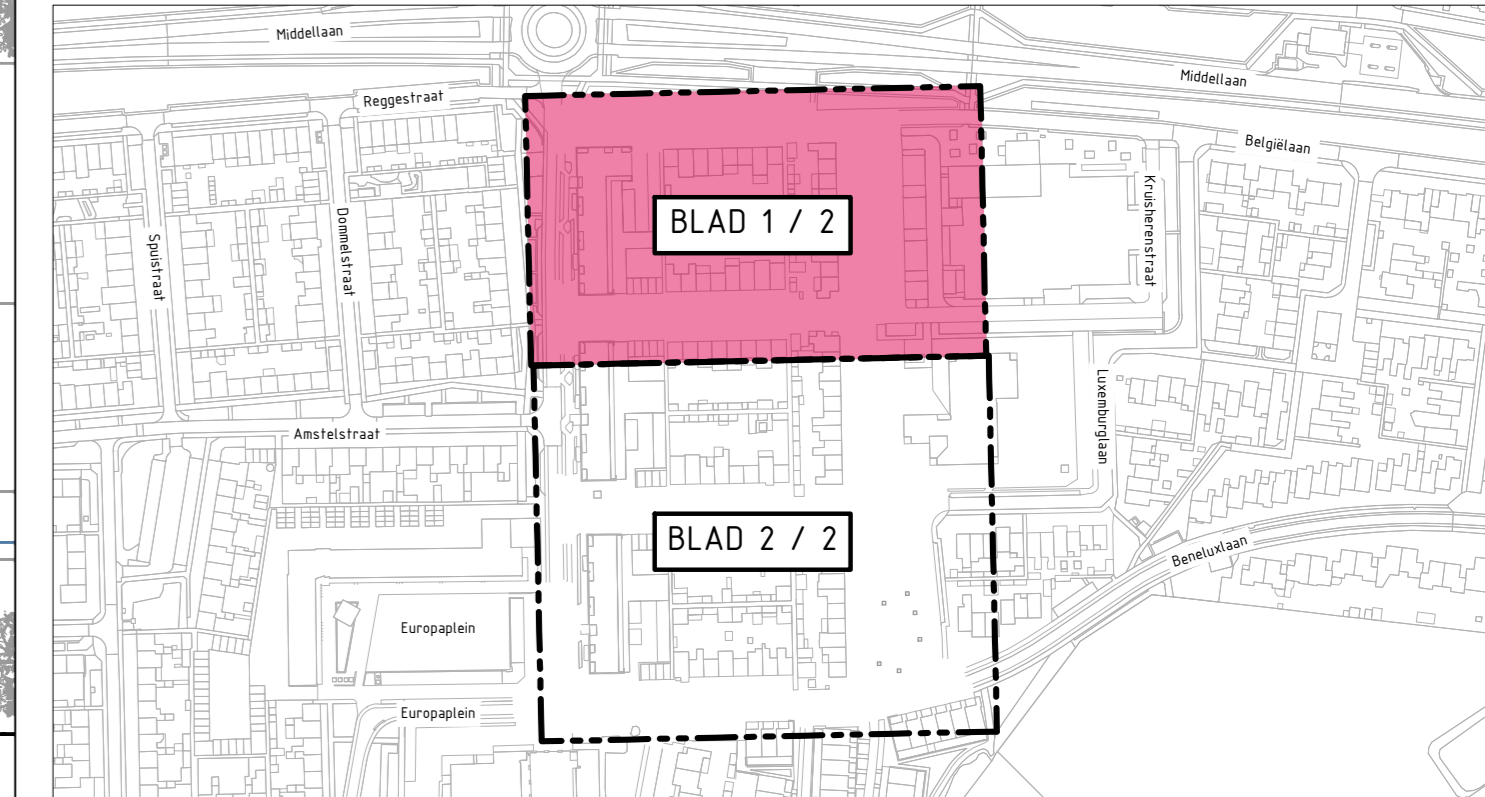 Middellaan
Middellaan
Reggestraat
Belgiëlaan
Kruisherenstraat
BLAD 1 / 2
Spuistraat
Dommelstraat
Luxemburglaan
Amstelstraat
BLAD 2 / 2
Beneluxlaan
Europaplein
Europaplein